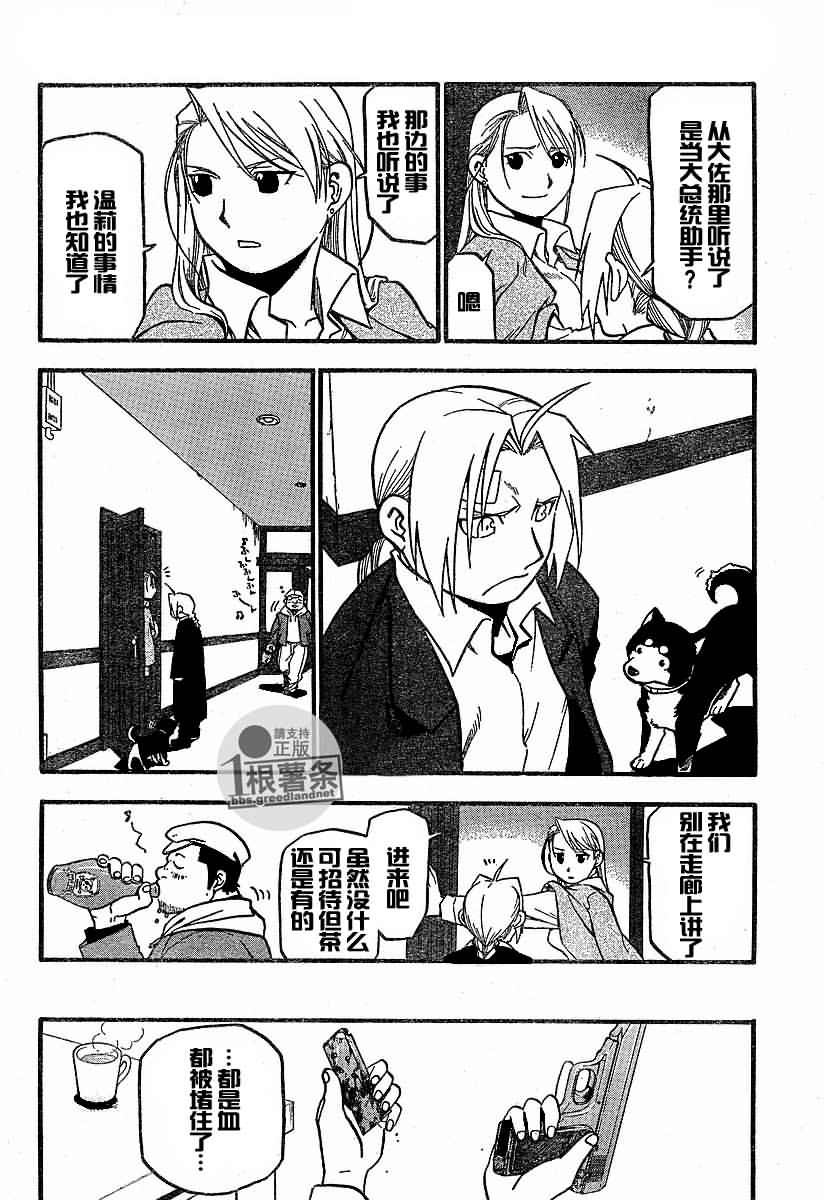 从大佐那里听说了
是当大总统助手?
嗯
那边的事
我也听说了
温莉的事情
我也知道了
請支持
正版
1根薯条
bbs.greedland.net
我们
别在走廊上讲了
进来吧
虽然没什么
可招待但茶
还是有的
…都是血
都被堵住了…